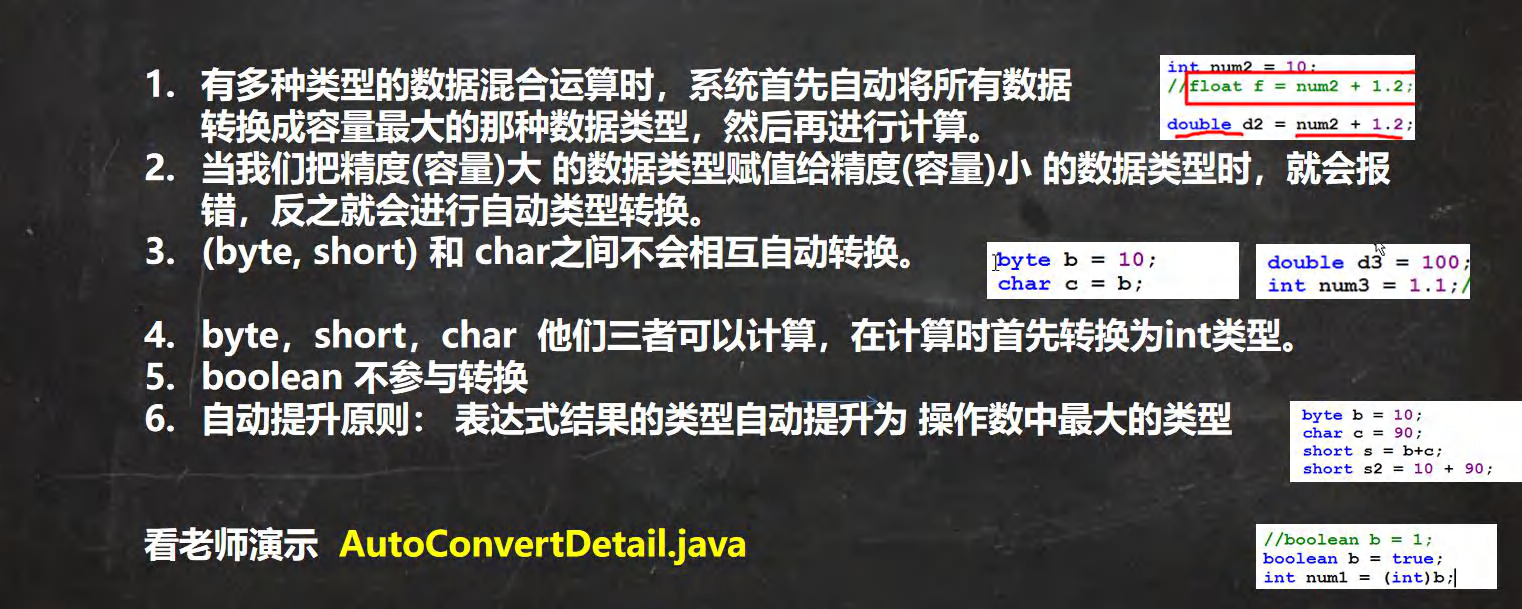 1. 有多种类型的数据混合运算时，系统首先自动将所有数据
转换成容量最大的那种数据类型，然后再进行计算。
int num2 = 10;
//float f = num2 + 1.2;
double d2 = num2 + 1.2;
2. 当我们把精度(容量)大 的数据类型赋值给精度(容量)小 的数据类型时，就会报
错，反之就会进行自动类型转换。
3. (byte, short) 和 char之间不会相互自动转换。
byte b = 10;
char c = b;
double d3 = 100;
int num3 = 1.1;/
4. byte，short，char 他们三者可以计算，在计算时首先转换为int类型。
5. boolean 不参与转换
6. 自动提升原则： 表达式结果的类型自动提升为 操作数中最大的类型
byte b = 10;
char c = 90;
short s = b+c;
short s2 = 10 + 90;
看老师演示 AutoConvertDetail.java
//boolean b = 1;
boolean b = true;
int num1 = (int)b;